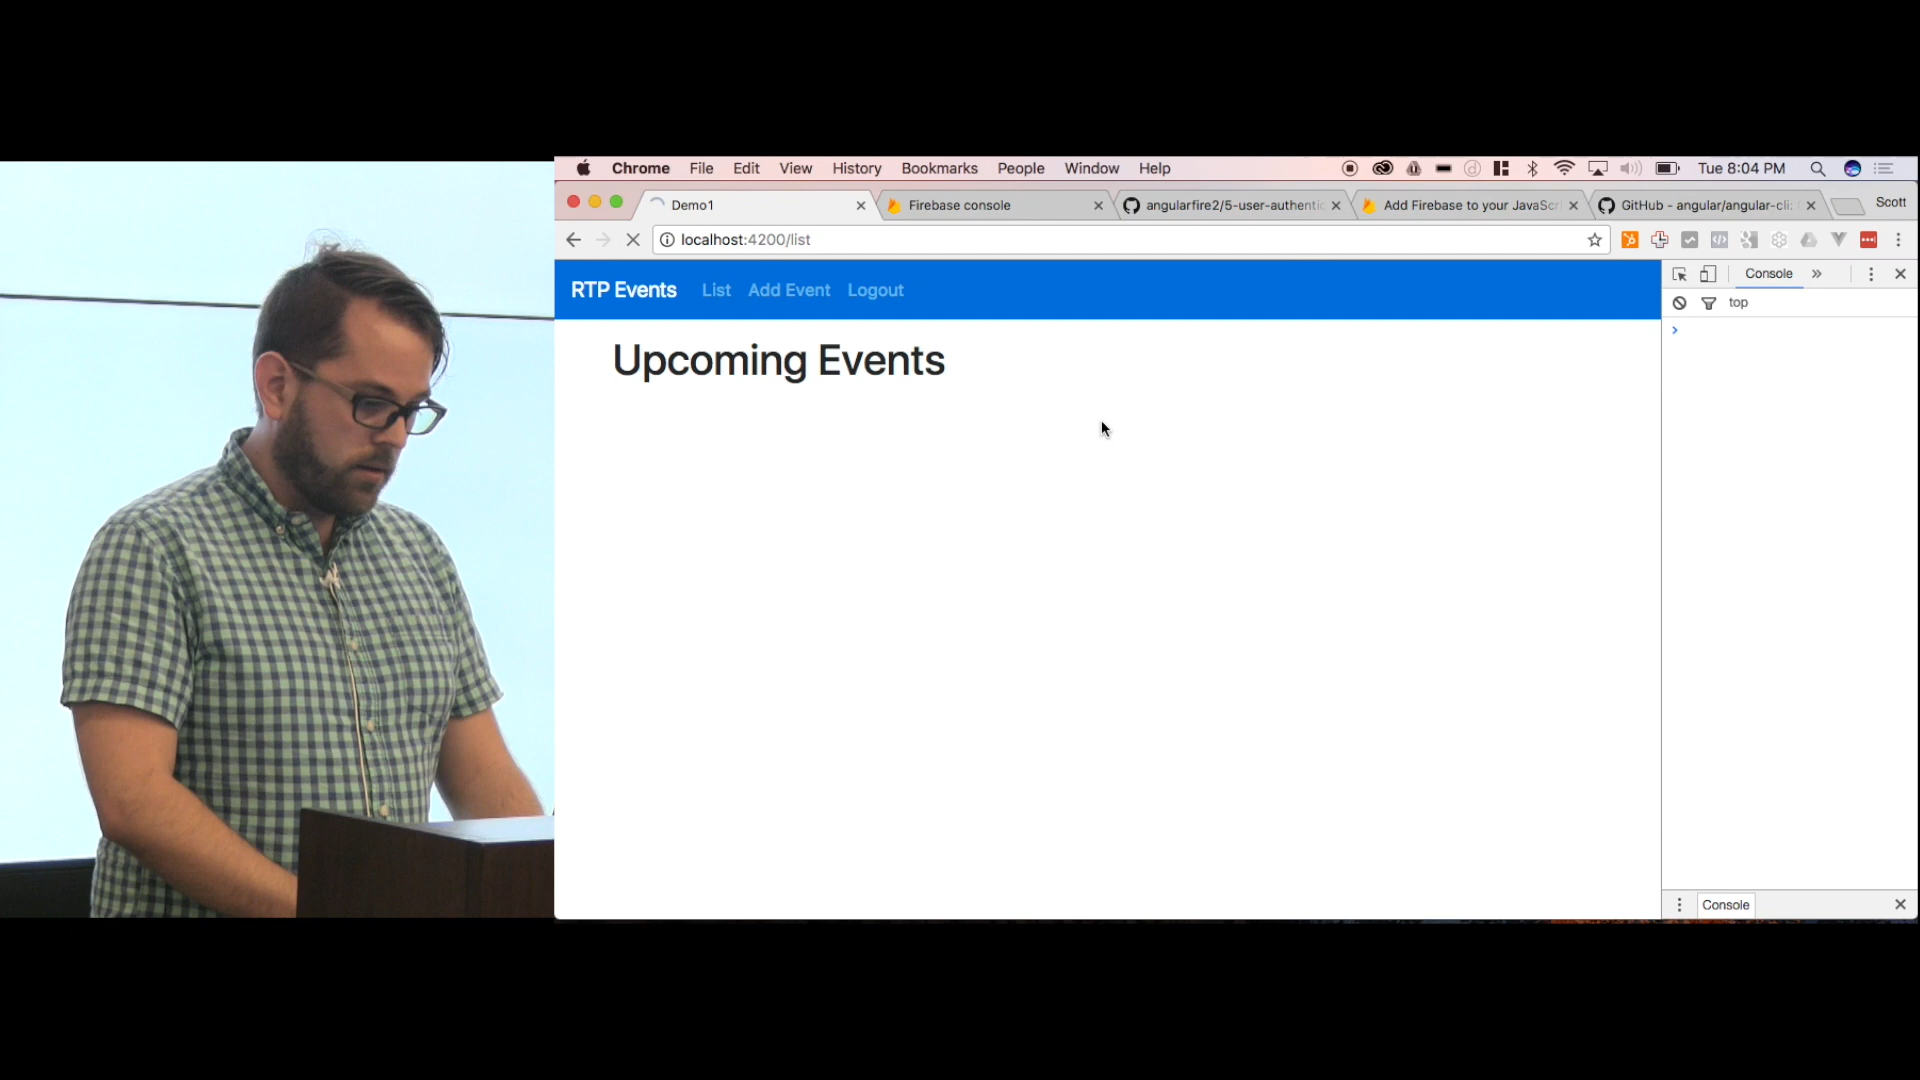 Chrome File Edit View History Bookmarks People Window Help Tue 8:04 PM
Demo1 Firebase console angularfire2/5-user-authentic Add Firebase to your JavaScri GitHub - angular/angular-cli: Scott
localhost:4200/list
RTP Events List Add Event Logout
Console
top
Upcoming Events
Console